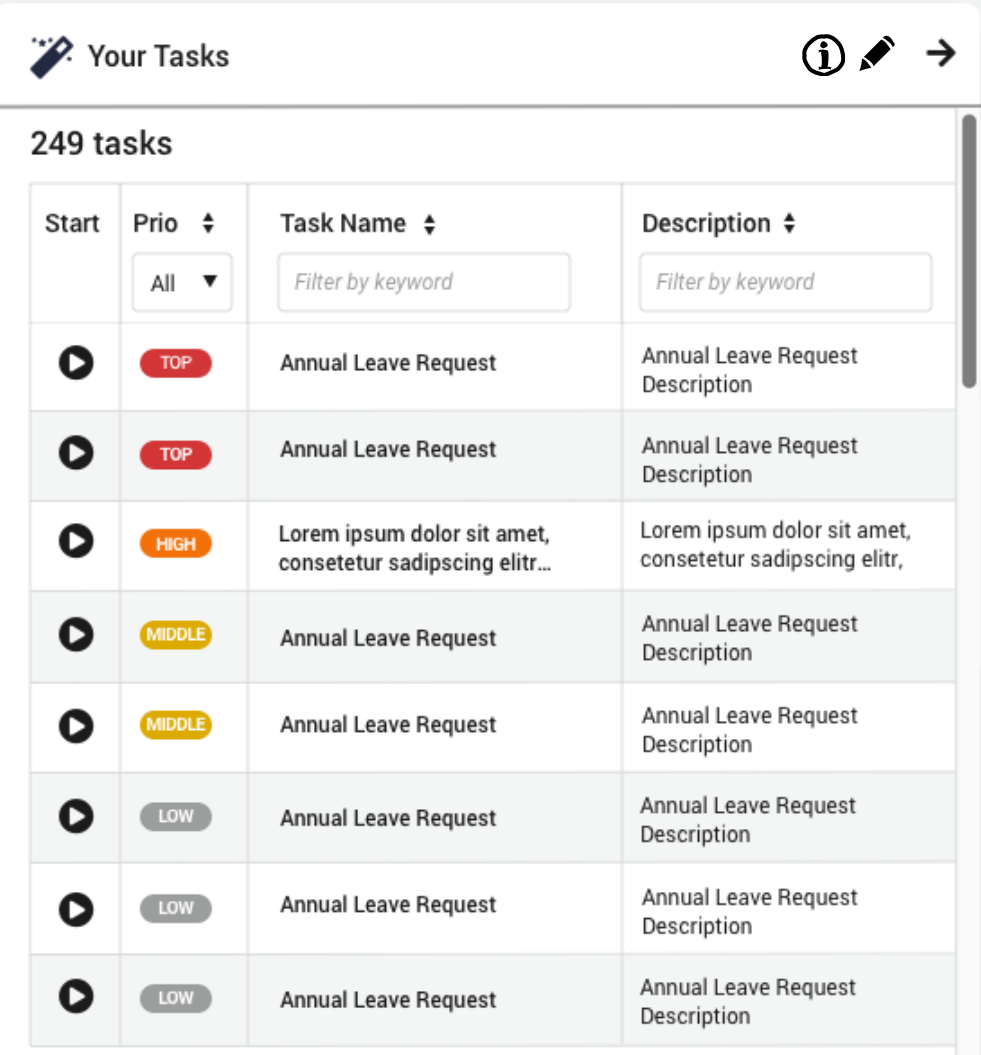 Your Tasks
249 tasks
Start Prio Task Name Description
All Filter by keyword Filter by keyword
TOP Annual Leave Request Annual Leave Request
Description
TOP Annual Leave Request Annual Leave Request
Description
HIGH Lorem ipsum dolor sit amet, Lorem ipsum dolor sit amet,
consetetur sadipscing elitr... consetetur sadipscing elitr,
MIDDLE Annual Leave Request Annual Leave Request
Description
MIDDLE Annual Leave Request Annual Leave Request
Description
LOW Annual Leave Request Annual Leave Request
Description
LOW Annual Leave Request Annual Leave Request
Description
LOW Annual Leave Request Annual Leave Request
Description